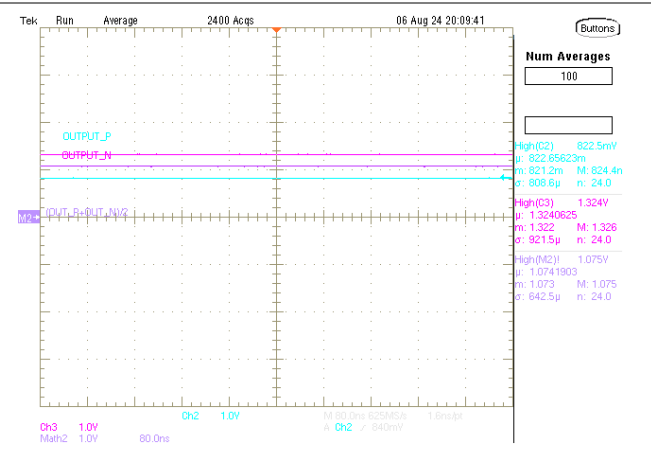 Tek Run Average 2400 Acqs 06 Aug 24 20:09:41
Buttons
Num Averages
100
OUTPUT_P
OUTPUT_N
M2 (OUT_P+OUT_N)/2
High(C2) 822.5mV
μ: 822.65623m
m: 821.2m M: 824.4m
σ: 808.6μ n: 24.0
High(C3) 1.324V
μ: 1.3240625
m: 1.322 M: 1.326
σ: 921.5μ n: 24.0
High(M2)! 1.075V
μ: 1.0741903
m: 1.073 M: 1.075
σ: 642.5μ n: 24.0
Ch2 1.0V M 80.0ns 625MS/s 1.6ns/pt
Ch3 1.0V A Ch2 / 840mV
Math2 1.0V 80.0ns